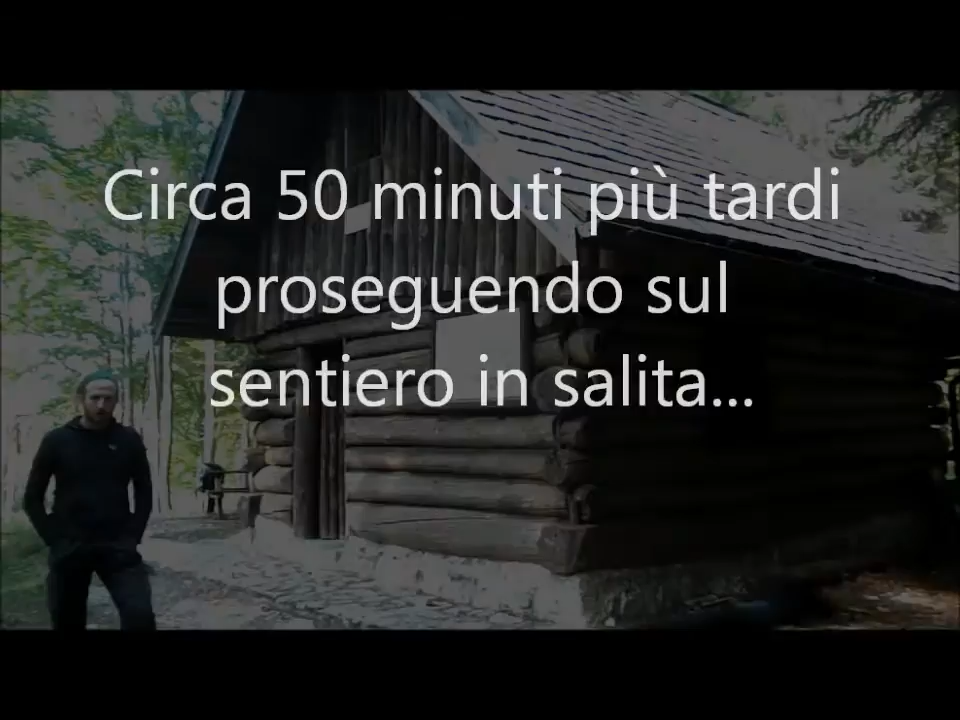 Circa 50 minuti più tardi
proseguendo sul
sentiero in salita...